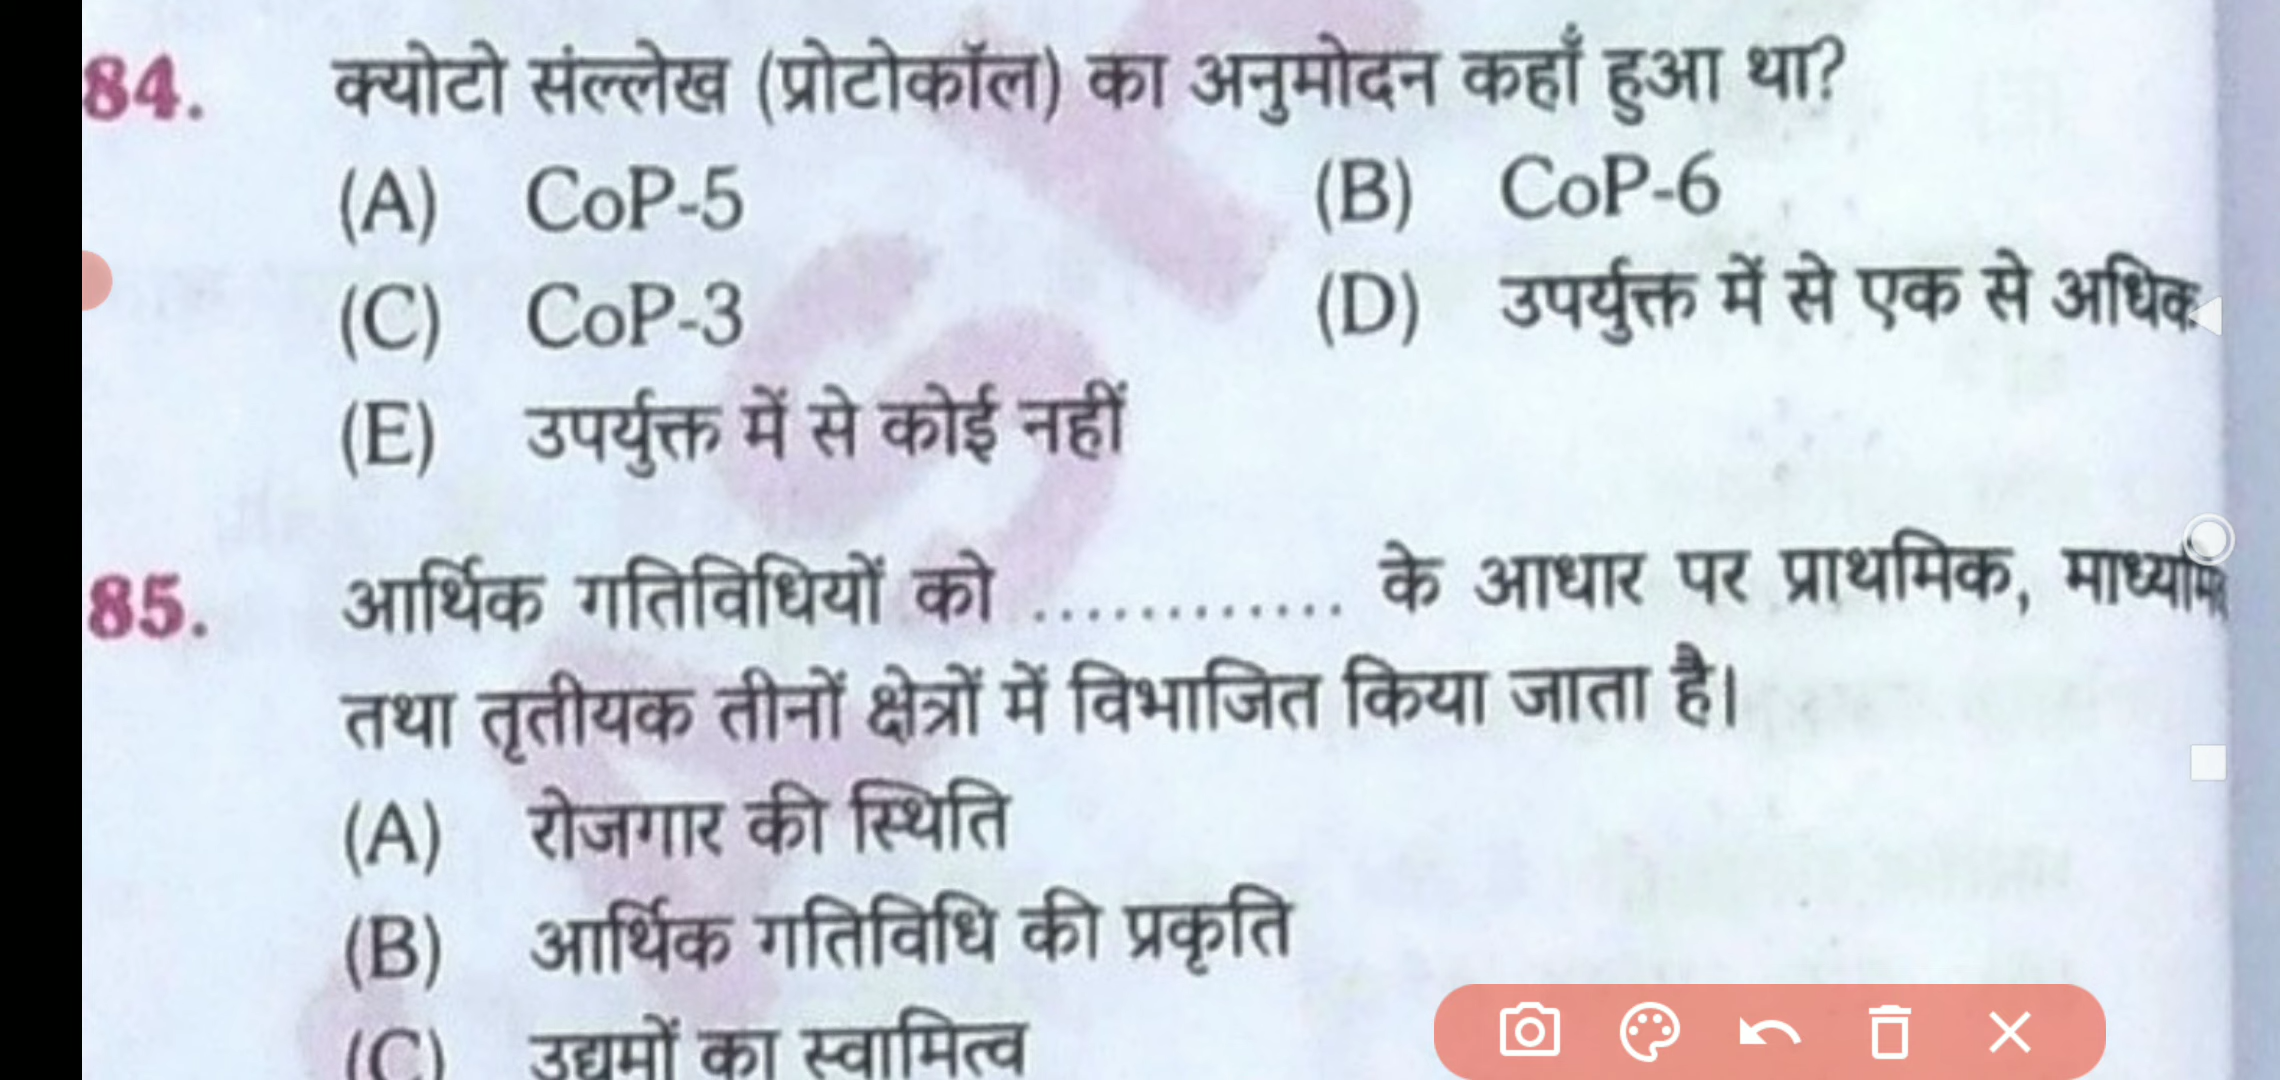 84. क्योटो संल्लेख (प्रोटोकॉल) का अनुमोदन कहाँ हुआ था?
(A) CoP-5 (B) CoP-6
(C) CoP-3 (D) उपर्युक्त में से एक से अधिक
(E) उपर्युक्त में से कोई नहीं
85. आर्थिक गतिविधियों को ............ के आधार पर प्राथमिक,
तथा तृतीयक तीनों क्षेत्रों में विभाजित किया जाता है।
(A) रोजगार की स्थिति
(B) आर्थिक गतिविधि की प्रकृति
(C) उद्यमों का स्वामित्व